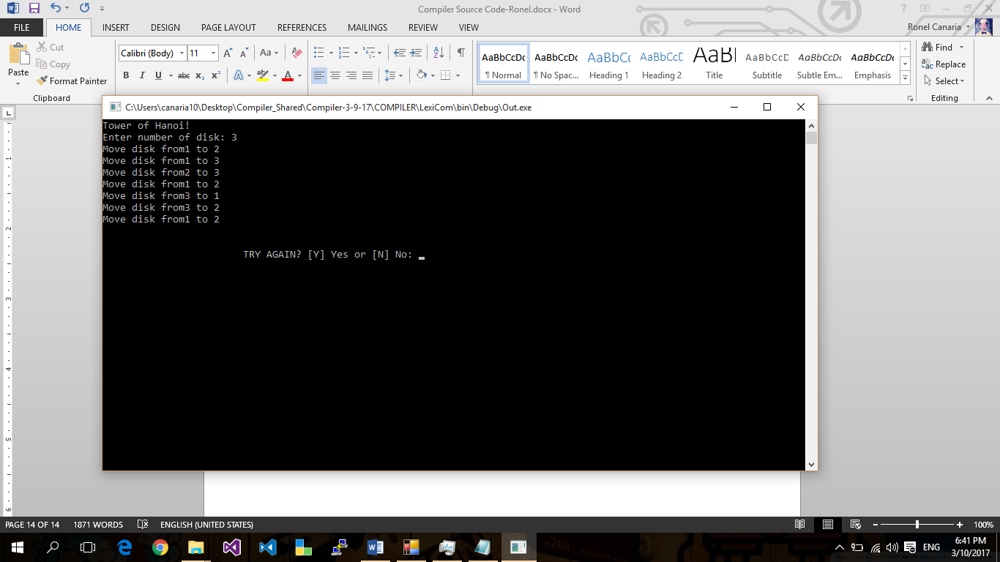 Compiler Source Code-Ronel.docx - Word
FILE HOME INSERT DESIGN PAGE LAYOUT REFERENCES MAILINGS REVIEW VIEW Ronel Canaria
Paste
Cut
Copy
Format Painter
Clipboard
Calibri (Body) 11
AaBbCcDc AaBbCcDc AaBbCc AaBbCcD AaBl AaBbCcD AaBbCcDc AaBbCcDc
¶ Normal ¶ No Spac... Heading 1 Heading 2 Title Subtitle Subtle Em... Emphasis
Find
Replace
Select
Editing
C:\Users\canaria10\Desktop\Compiler_Shared\Compiler-3-9-17\COMPILER\LexiCom\bin\Debug\Out.exe
Tower of Hanoi!
Enter number of disk: 3
Move disk from1 to 2
Move disk from1 to 3
Move disk from2 to 3
Move disk from1 to 2
Move disk from3 to 1
Move disk from3 to 2
Move disk from1 to 2
TRY AGAIN? [Y] Yes or [N] No:
1
2
3
4
5
6
PAGE 14 OF 14 1871 WORDS ENGLISH (UNITED STATES) 100%
ENG 6:41 PM
3/10/2017